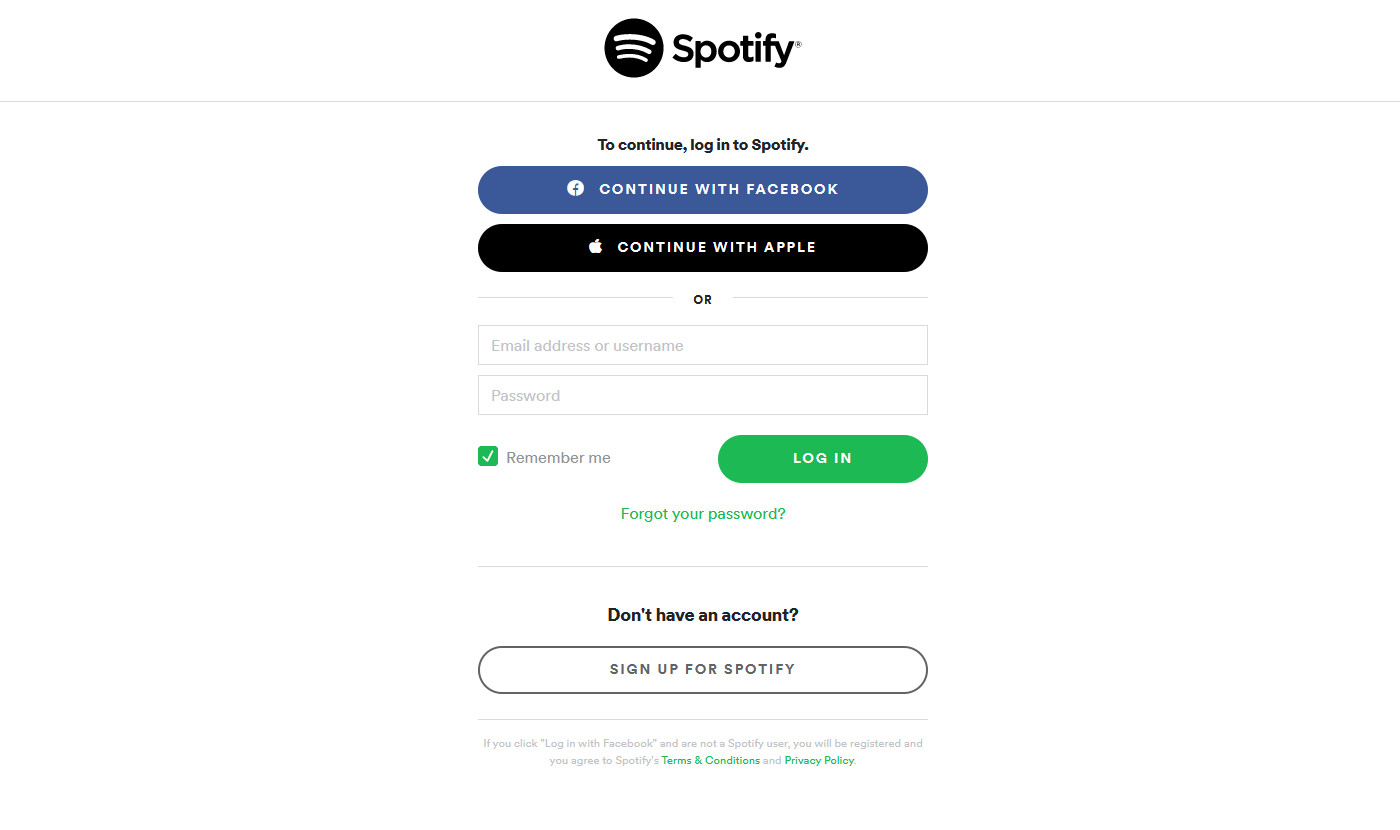 Spotify®
To continue, log in to Spotify.
CONTINUE WITH FACEBOOK
CONTINUE WITH APPLE
OR
Email address or username
Password
Remember me
LOG IN
Forgot your password?
Don't have an account?
SIGN UP FOR SPOTIFY
If you click "Log in with Facebook" and are not a Spotify user, you will be registered and
you agree to Spotify's Terms & Conditions and Privacy Policy.